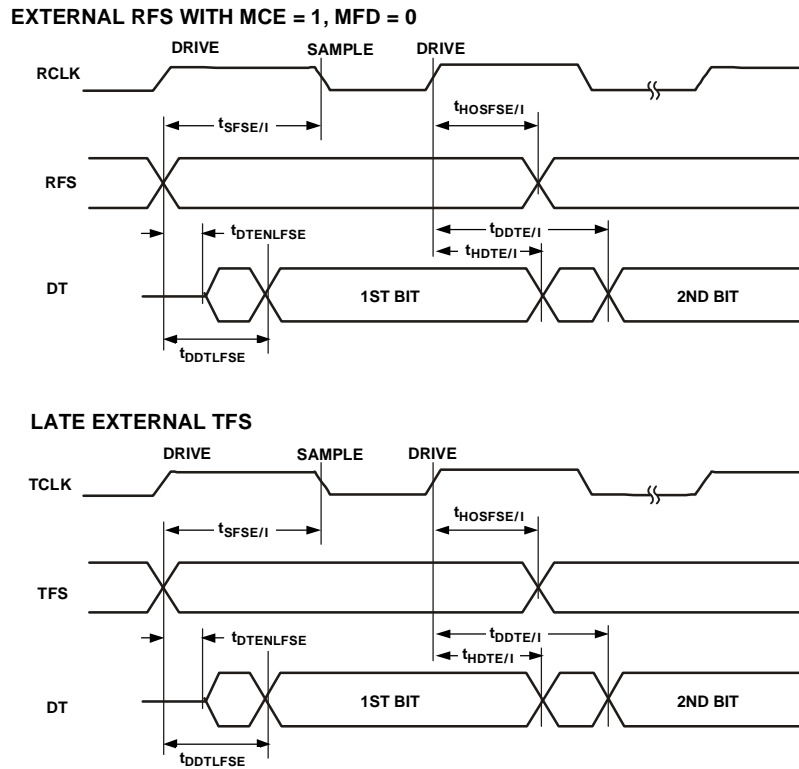 EXTERNAL RFS WITH MCE = 1, MFD = 0
DRIVE SAMPLE DRIVE
RCLK
tSFSE/I
tHOSFSE/I
RFS
tDDTE/I
tDTENLFSE
tHDTE/I
DT
1ST BIT
2ND BIT
tDDTLFSE
LATE EXTERNAL TFS
DRIVE SAMPLE DRIVE
TCLK
tHOSFSE/I
tSFSE/I
TFS
tDDTE/I
tDTENLFSE
tHDTE/I
DT
1ST BIT
2ND BIT
tDDTLFSE